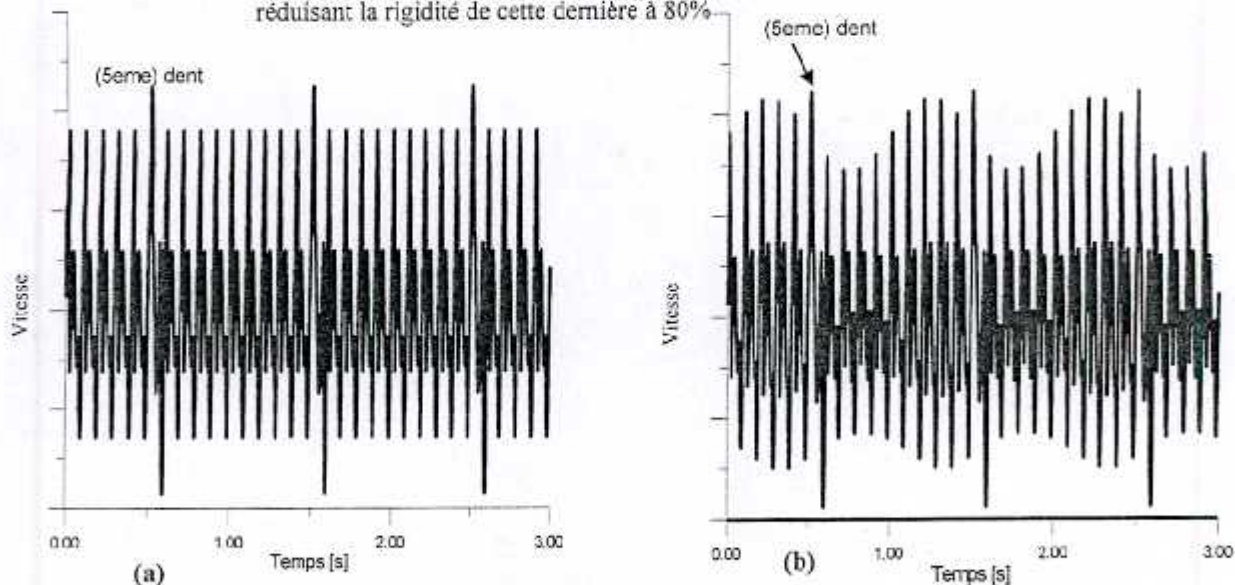 réduisant la rigidité de cette dernière à 80%
(5eme) dent
Vitesse
0.00 1.00 2.00 3.00
Temps [s]
(a)
(5eme) dent
Vitesse
0.00 1.00 2.00 3.00
Temps [s]
(b)